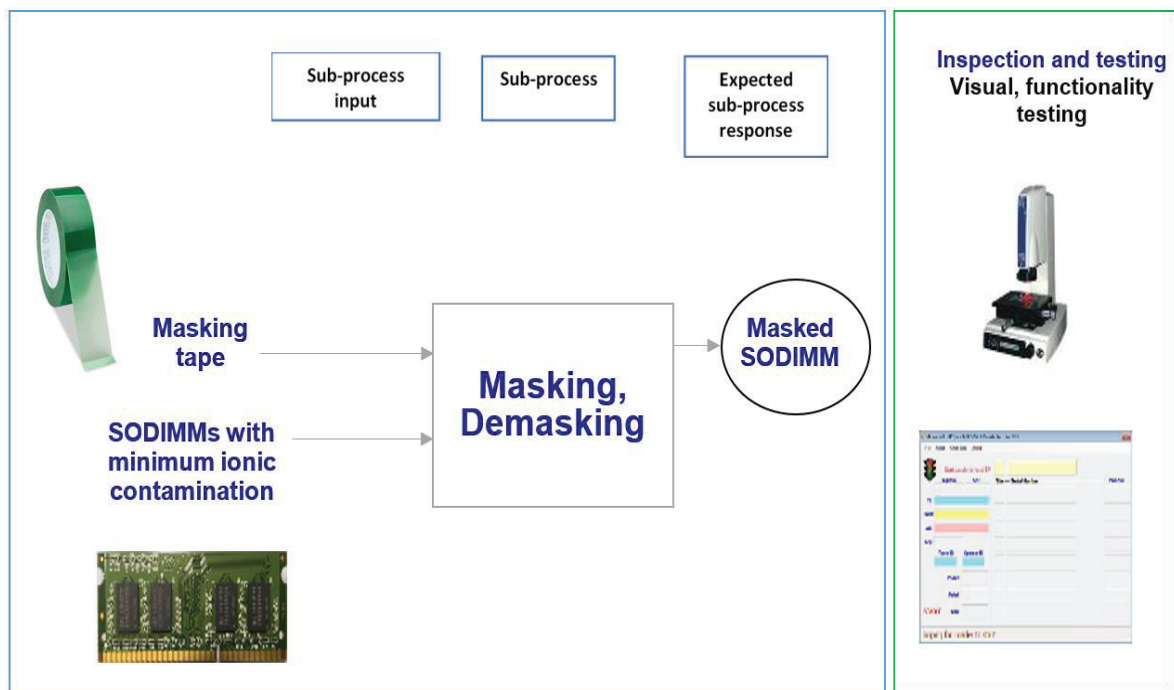 Sub-process
input
Sub-process
Expected
sub-process
response
Inspection and testing
Visual, functionality
testing
Masking
tape
Masking,
Demasking
Masked
SODIMM
SODIMMs with
minimum ionic
contamination